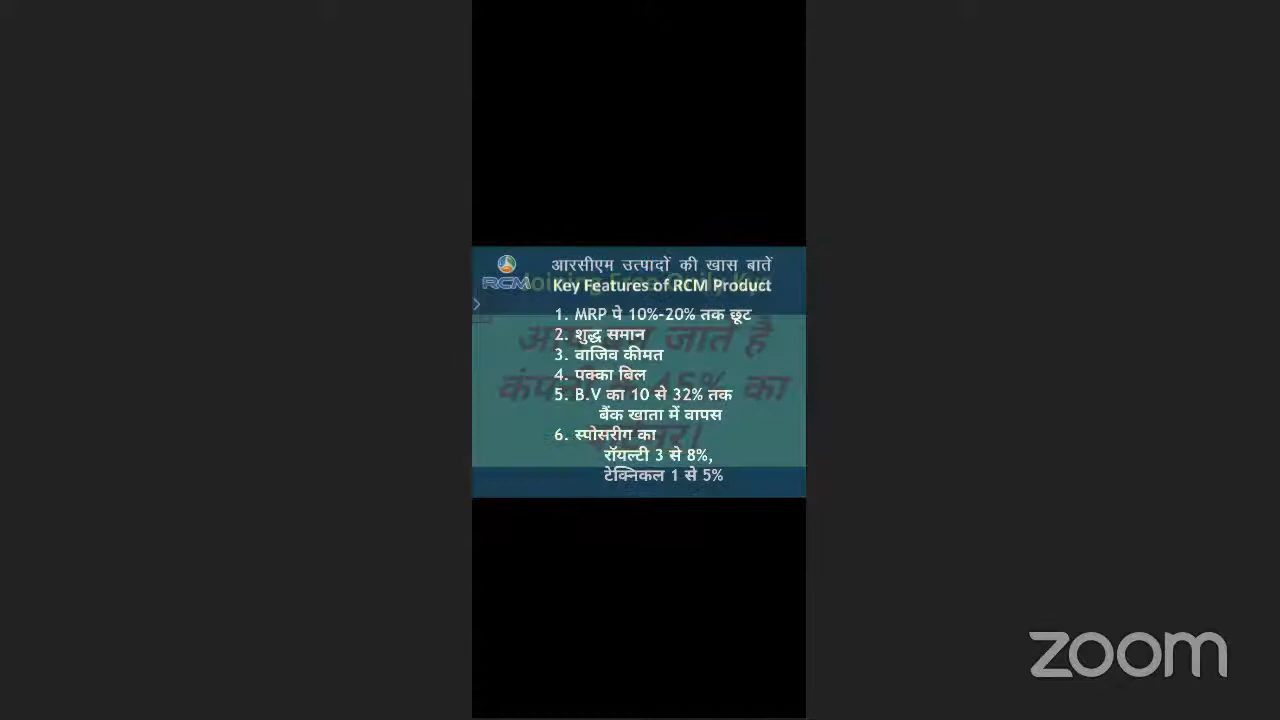 आरसीएम उत्पादों की खास बातें
RCM
Key Features of RCM Product
1. MRP पे 10%-20% तक छूट
2. शुद्ध समान
3. वाजिव कीमत
4. पक्का बिल
5. B.V का 10 से 32% तक
बैंक खाता में वापस
6. स्पोसरीग का
रॉयल्टी 3 से 8%,
टेक्निकल 1 से 5%
जाते है
45% का
zoom